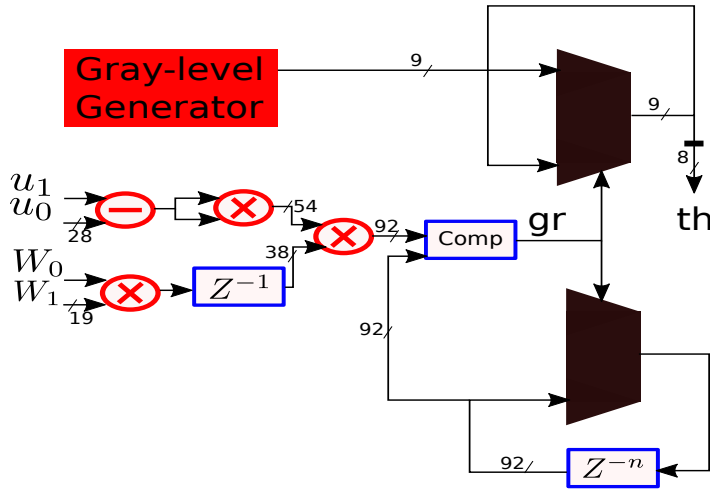 Gray-level
Generator
9
9
8
th
u₁
u₀
28
54
92
Comp
gr
38
W₀
W₁
19
Z⁻¹
92
92
Z⁻ⁿ